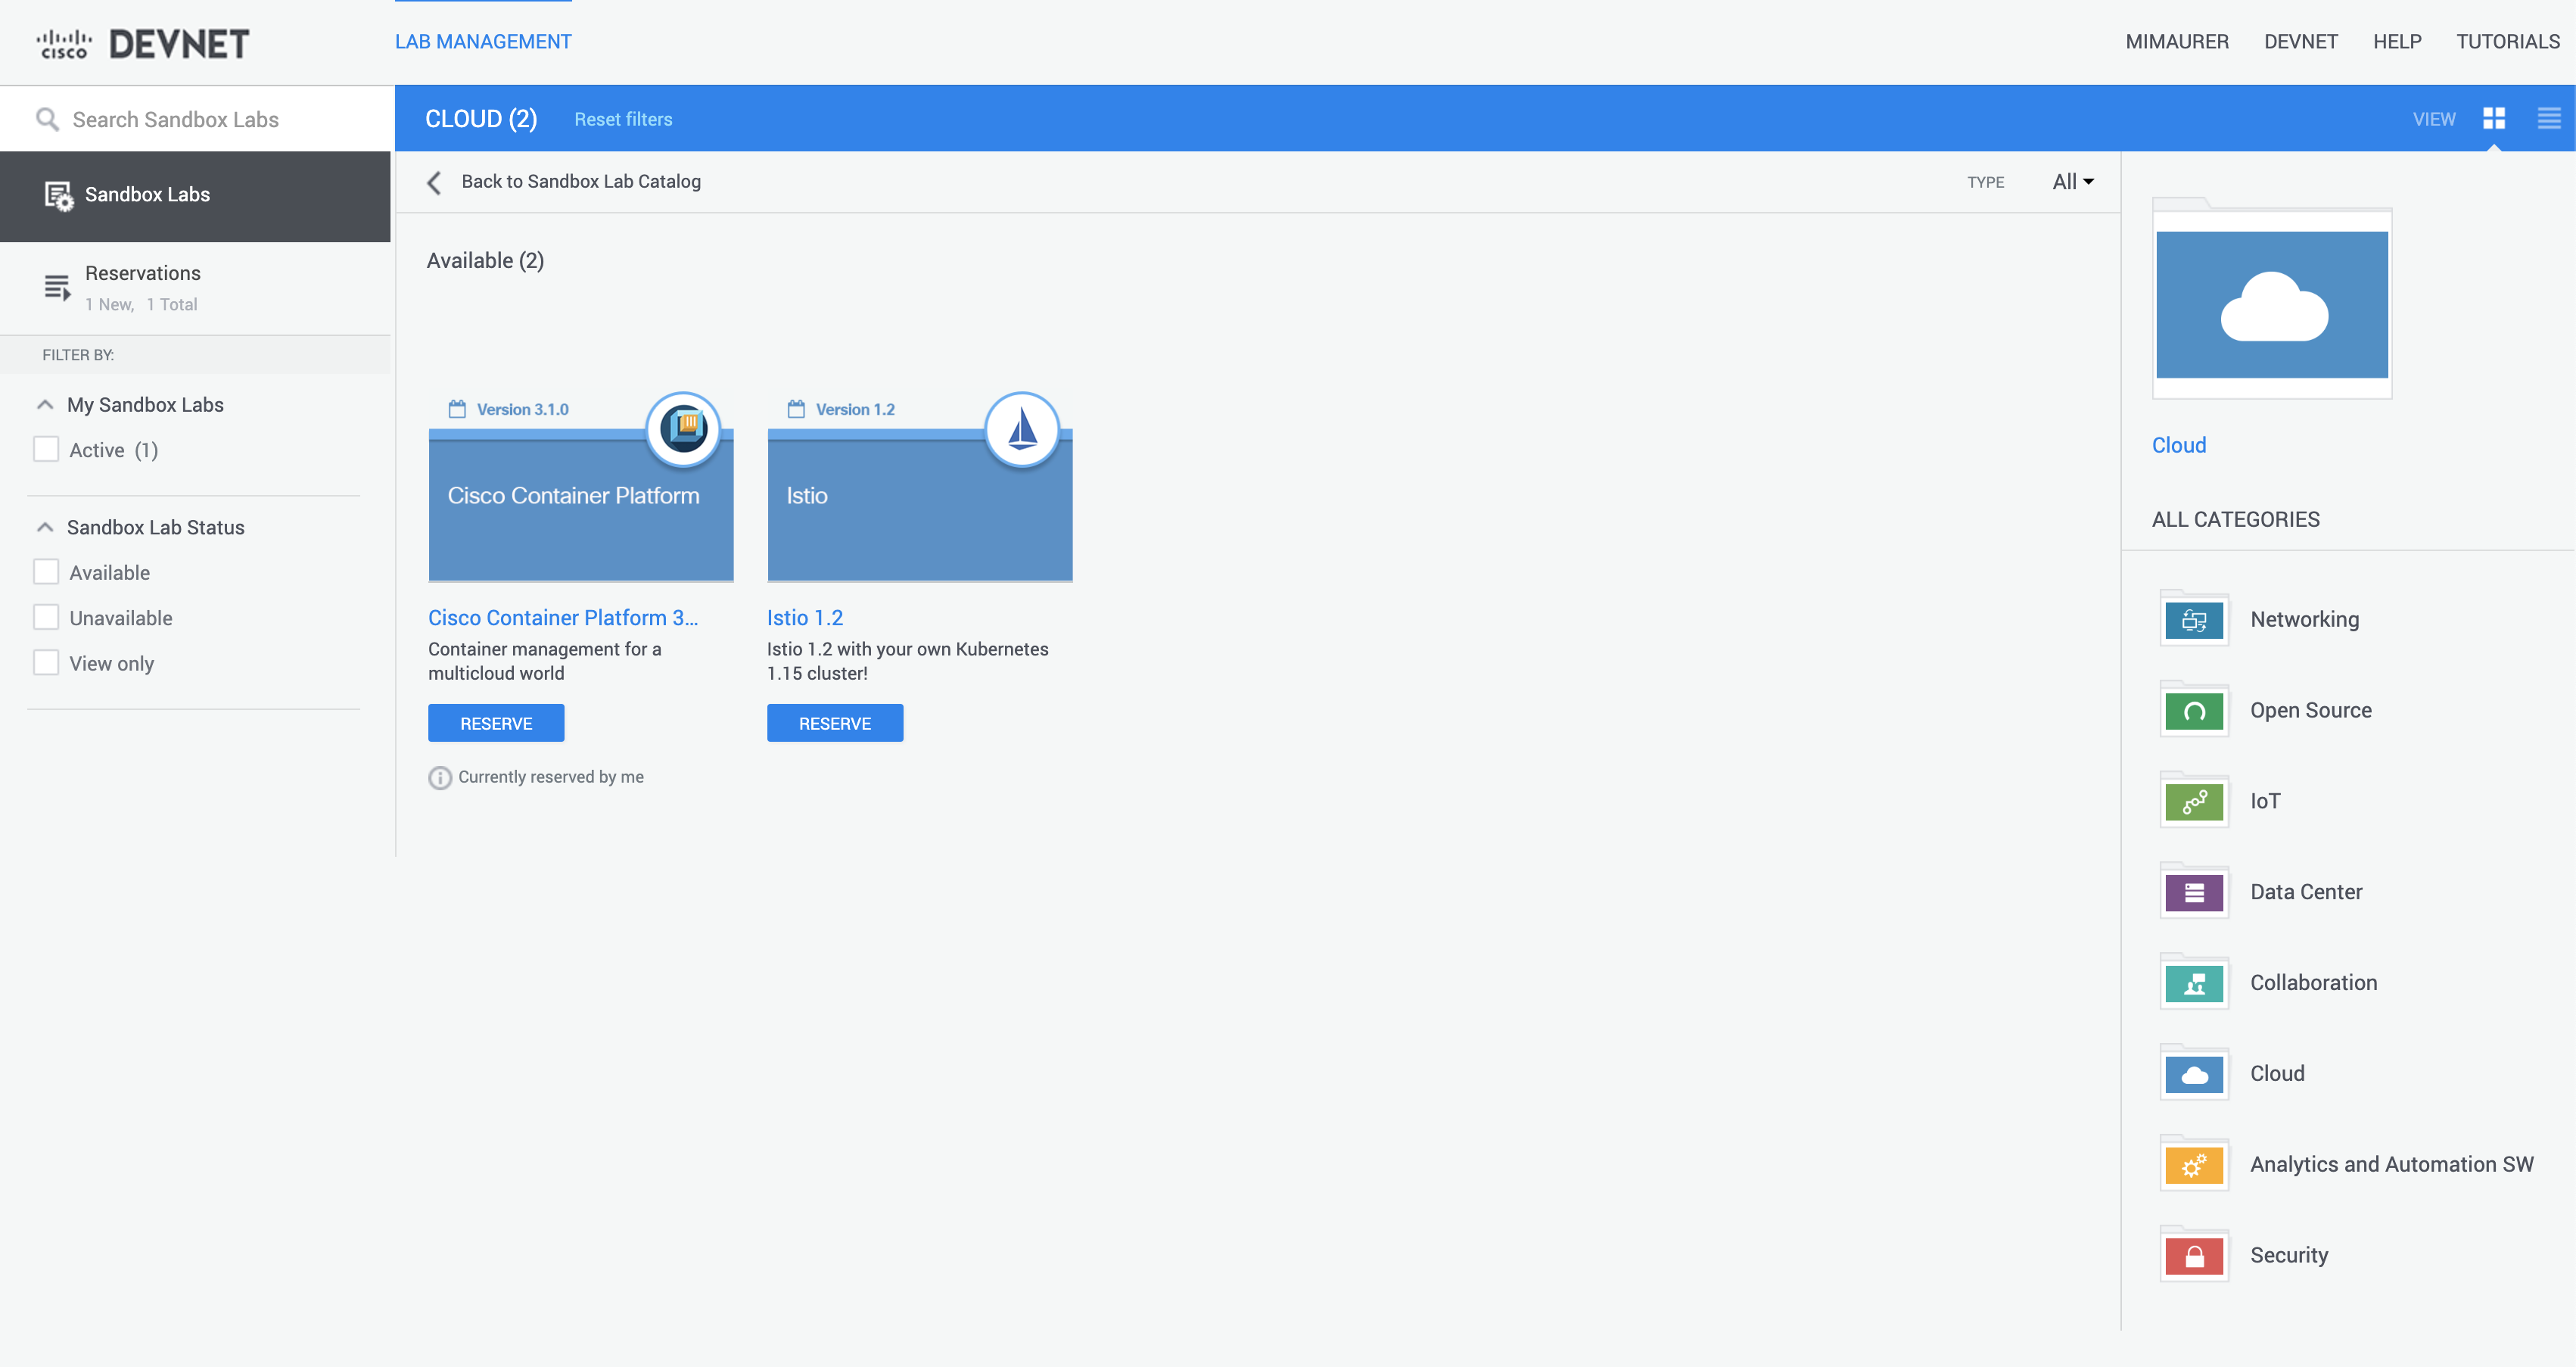 CISCO DEVNET
LAB MANAGEMENT
MIMAURER DEVNET HELP TUTORIALS
Search Sandbox Labs
CLOUD (2) Reset filters
VIEW
Sandbox Labs
Back to Sandbox Lab Catalog
TYPE All
Reservations
1 New, 1 Total
FILTER BY:
My Sandbox Labs
Active (1)
Sandbox Lab Status
Available
Unavailable
View only
Available (2)
Version 3.1.0
Cisco Container Platform
Cisco Container Platform 3...
Container management for a
multicloud world
RESERVE
Currently reserved by me
Version 1.2
Istio
Istio 1.2
Istio 1.2 with your own Kubernetes
1.15 cluster!
RESERVE
Cloud
ALL CATEGORIES
Networking
Open Source
IoT
Data Center
Collaboration
Cloud
Analytics and Automation SW
Security